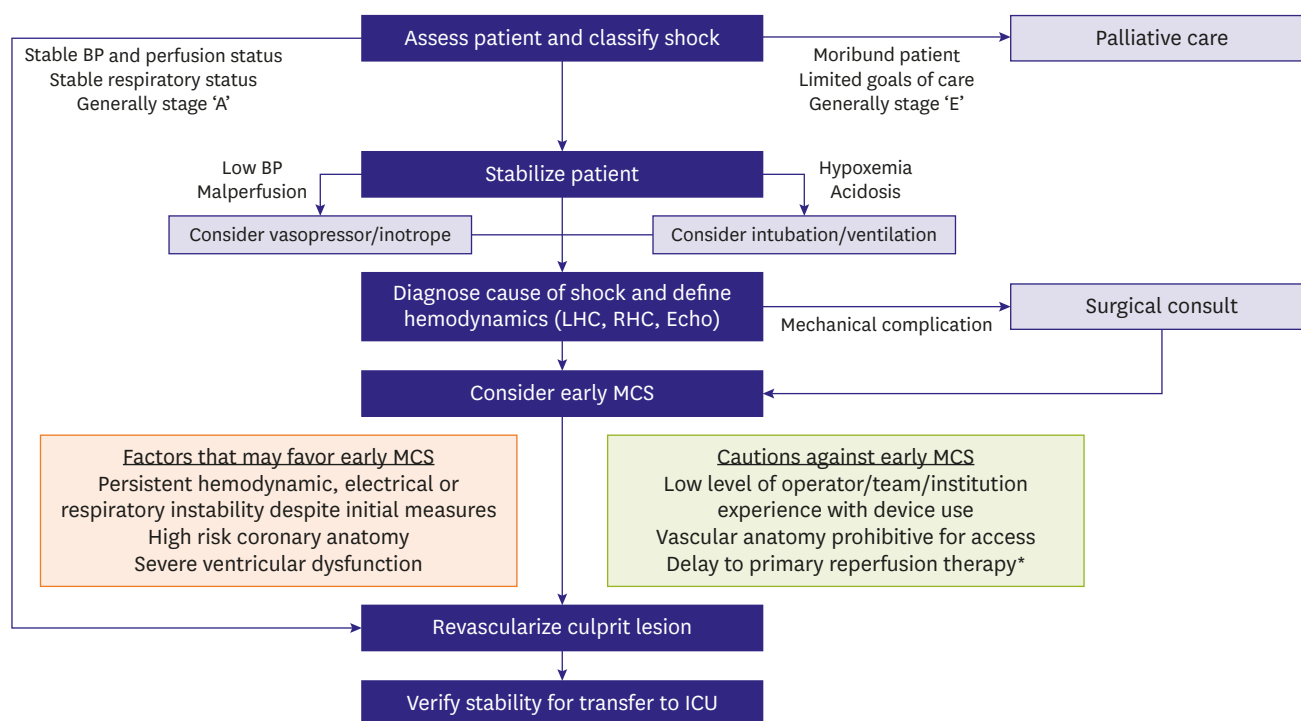 Assess patient and classify shock
Palliative care
Stable BP and perfusion status
Stable respiratory status
Generally stage ‘A’
Moribund patient
Limited goals of care
Generally stage ‘E’
Stabilize patient
Low BP
Malperfusion
Hypoxemia
Acidosis
Consider vasopressor/inotrope
Consider intubation/ventilation
Diagnose cause of shock and define
hemodynamics (LHC, RHC, Echo)
Mechanical complication
Surgical consult
Consider early MCS
Factors that may favor early MCS
Persistent hemodynamic, electrical or
respiratory instability despite initial measures
High risk coronary anatomy
Severe ventricular dysfunction
Cautions against early MCS
Low level of operator/team/institution
experience with device use
Vascular anatomy prohibitive for access
Delay to primary reperfusion therapy*
Revascularize culprit lesion
Verify stability for transfer to ICU